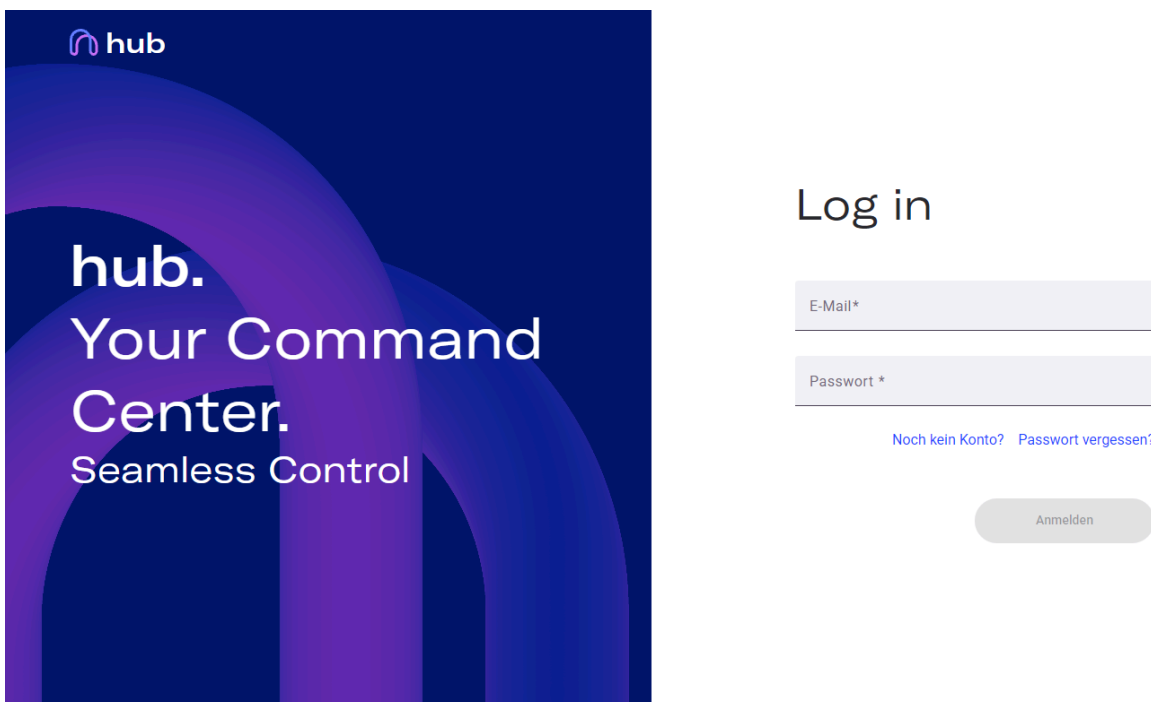 hub
hub.
Your Command
Center.
Seamless Control
Log in
E-Mail*
Passwort *
Noch kein Konto? Passwort vergessen?
Anmelden